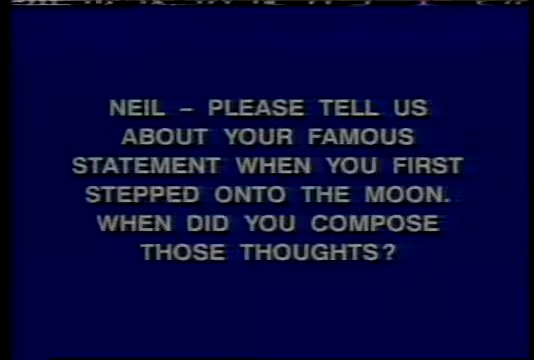 NEIL – PLEASE TELL US
ABOUT YOUR FAMOUS
STATEMENT WHEN YOU FIRST
STEPPED ONTO THE MOON.
WHEN DID YOU COMPOSE
THOSE THOUGHTS?